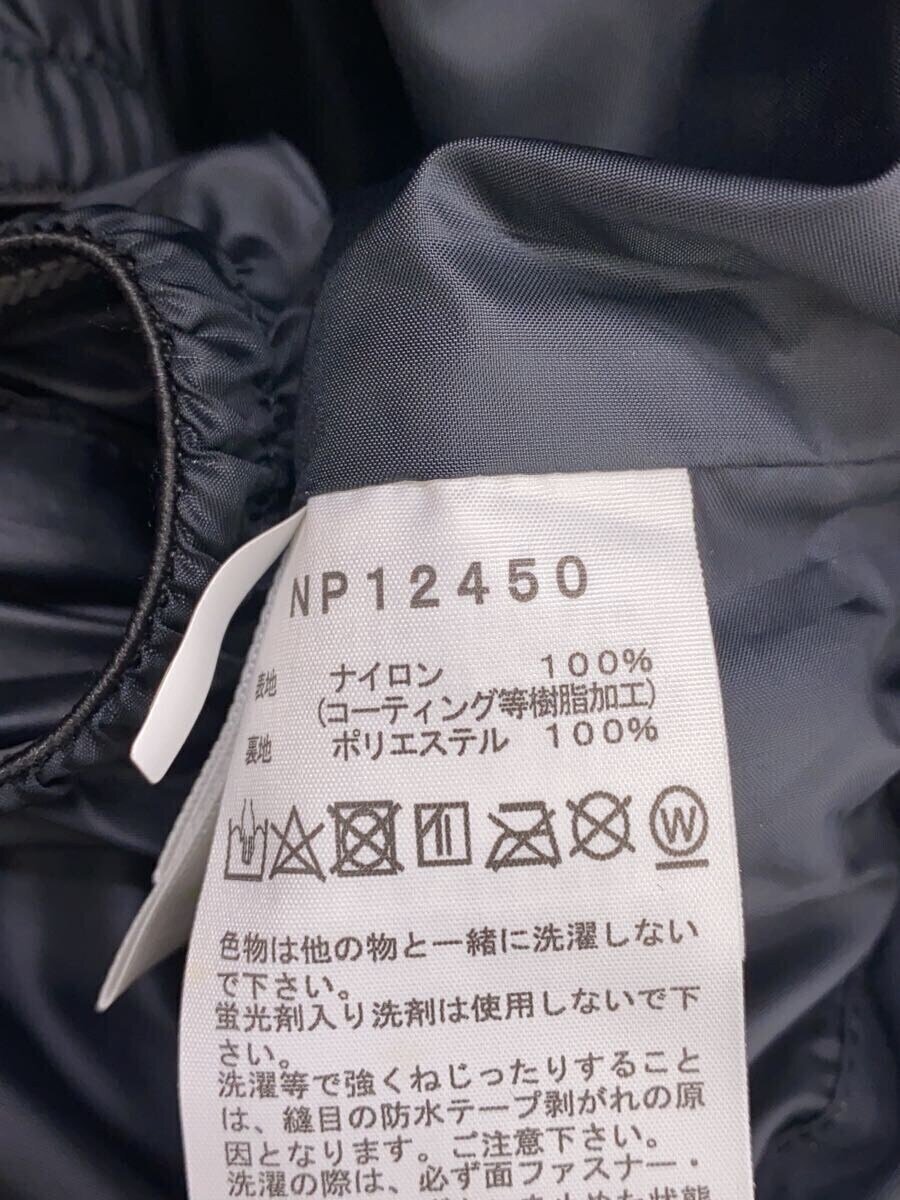 NP12450
表地 ナイロン 100%
(コーティング等樹脂加工)
裏地 ポリエステル 100%
W
色物は他の物と一緒に洗濯しない
で下さい。
蛍光剤入り洗剤は使用しないで下
さい。
洗濯等で強くねじったりすること
は、縫目の防水テープ剥がれの原
因となります。ご注意下さい。
洗濯の際は、必ず面ファスナー・